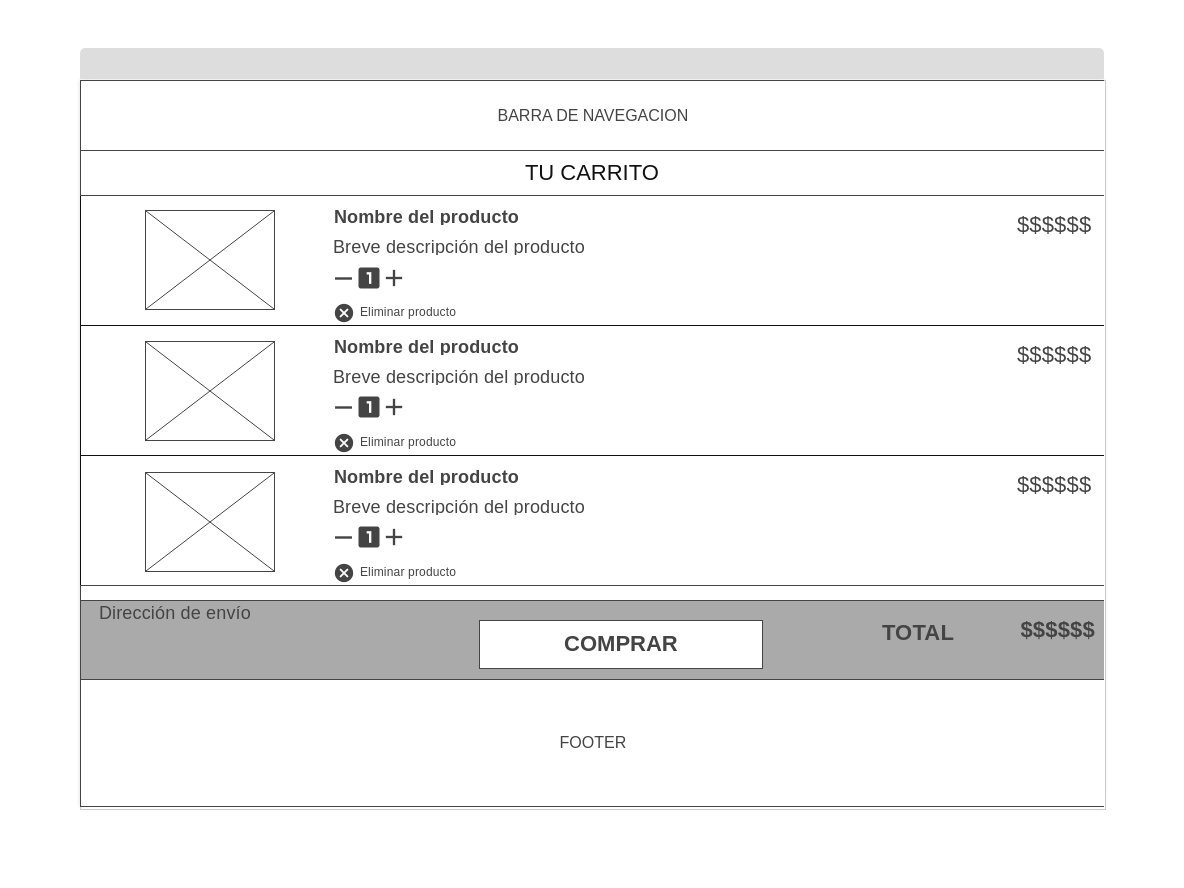 BARRA DE NAVEGACION
TU CARRITO
Nombre del producto
$$$$$$
Breve descripción del producto
1
Eliminar producto
Nombre del producto
$$$$$$
Breve descripción del producto
1
Eliminar producto
Nombre del producto
$$$$$$
Breve descripción del producto
1
Eliminar producto
Dirección de envío
COMPRAR
TOTAL
$$$$$$
FOOTER